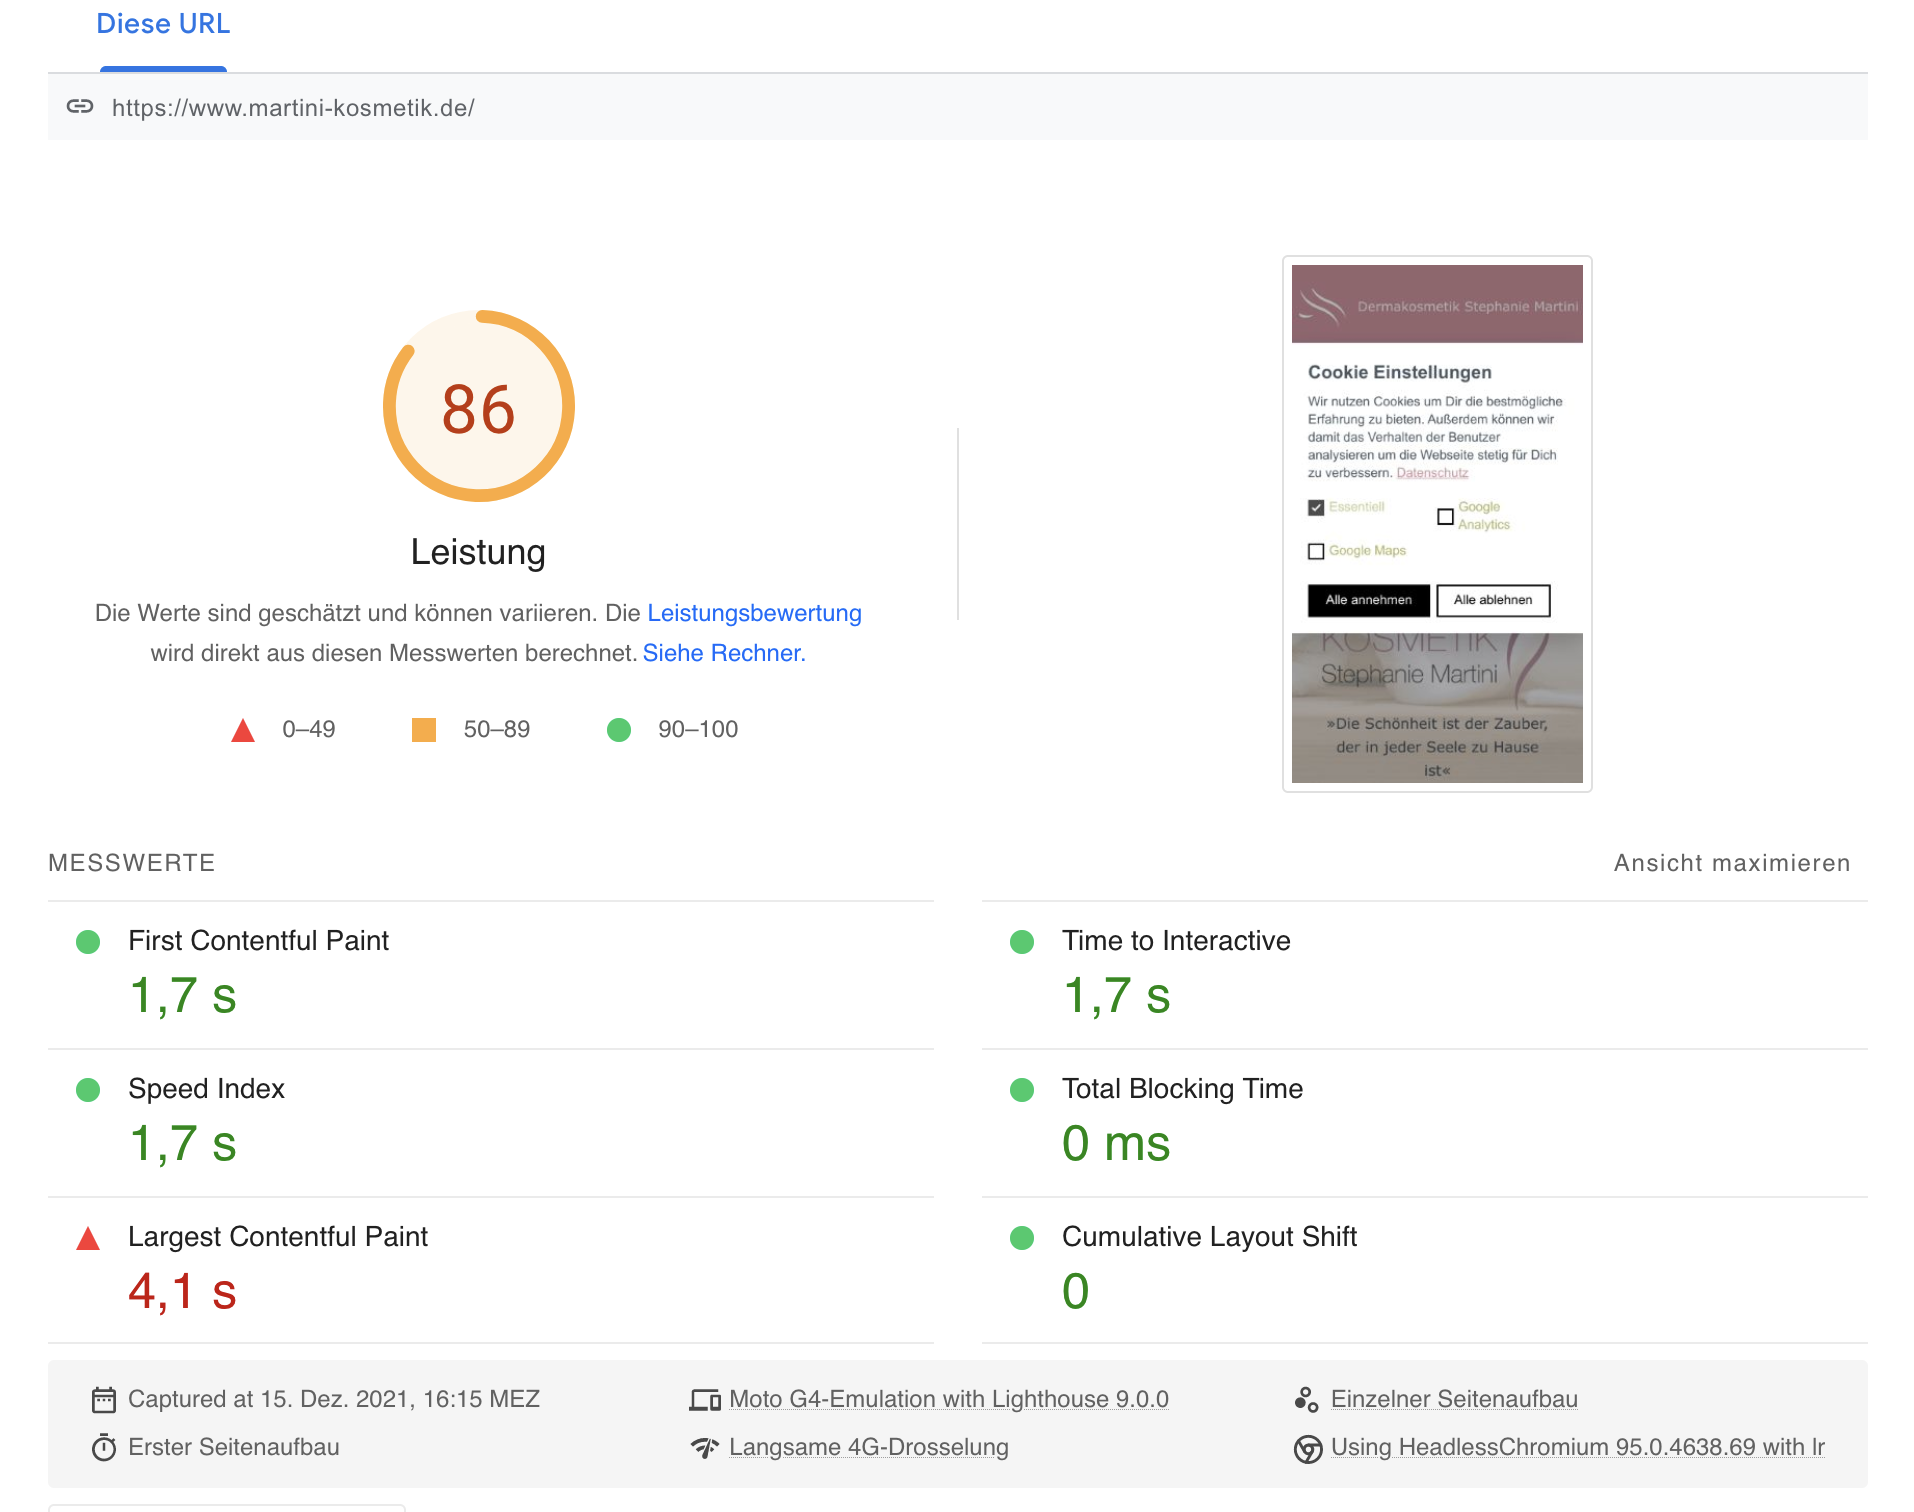 Diese URL
https://www.martini-kosmetik.de/
86
Leistung
Die Werte sind geschätzt und können variieren. Die Leistungsbewertung
wird direkt aus diesen Messwerten berechnet. Siehe Rechner.
0–49
50–89
90–100
Dermakosmetik Stephanie Martini
Cookie Einstellungen
Wir nutzen Cookies um Dir die bestmögliche
Erfahrung zu bieten. Außerdem können wir
damit das Verhalten der Benutzer
analysieren um die Webseite stetig für Dich
zu verbessern. Datenschutz
Essentiell
Google
Analytics
Google Maps
Alle annehmen
Alle ablehnen
KOSMETIK
Stephanie Martini
»Die Schönheit ist der Zauber,
der in jeder Seele zu Hause
ist«
MESSWERTE
Ansicht maximieren
First Contentful Paint
1,7 s
Time to Interactive
1,7 s
Speed Index
1,7 s
Total Blocking Time
0 ms
Largest Contentful Paint
4,1 s
Cumulative Layout Shift
0
Captured at 15. Dez. 2021, 16:15 MEZ
Moto G4-Emulation with Lighthouse 9.0.0
Einzelner Seitenaufbau
Erster Seitenaufbau
Langsame 4G-Drosselung
Using HeadlessChromium 95.0.4638.69 with lr